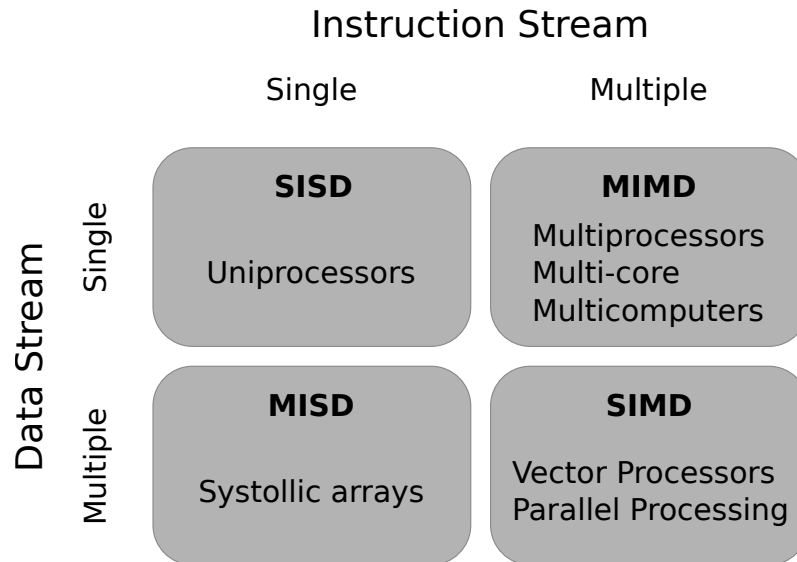 Instruction Stream
Single
Multiple
Data Stream
Single
SISD
Uniprocessors
MIMD
Multiprocessors
Multi-core
Multicomputers
Multiple
MISD
Systollic arrays
SIMD
Vector Processors
Parallel Processing